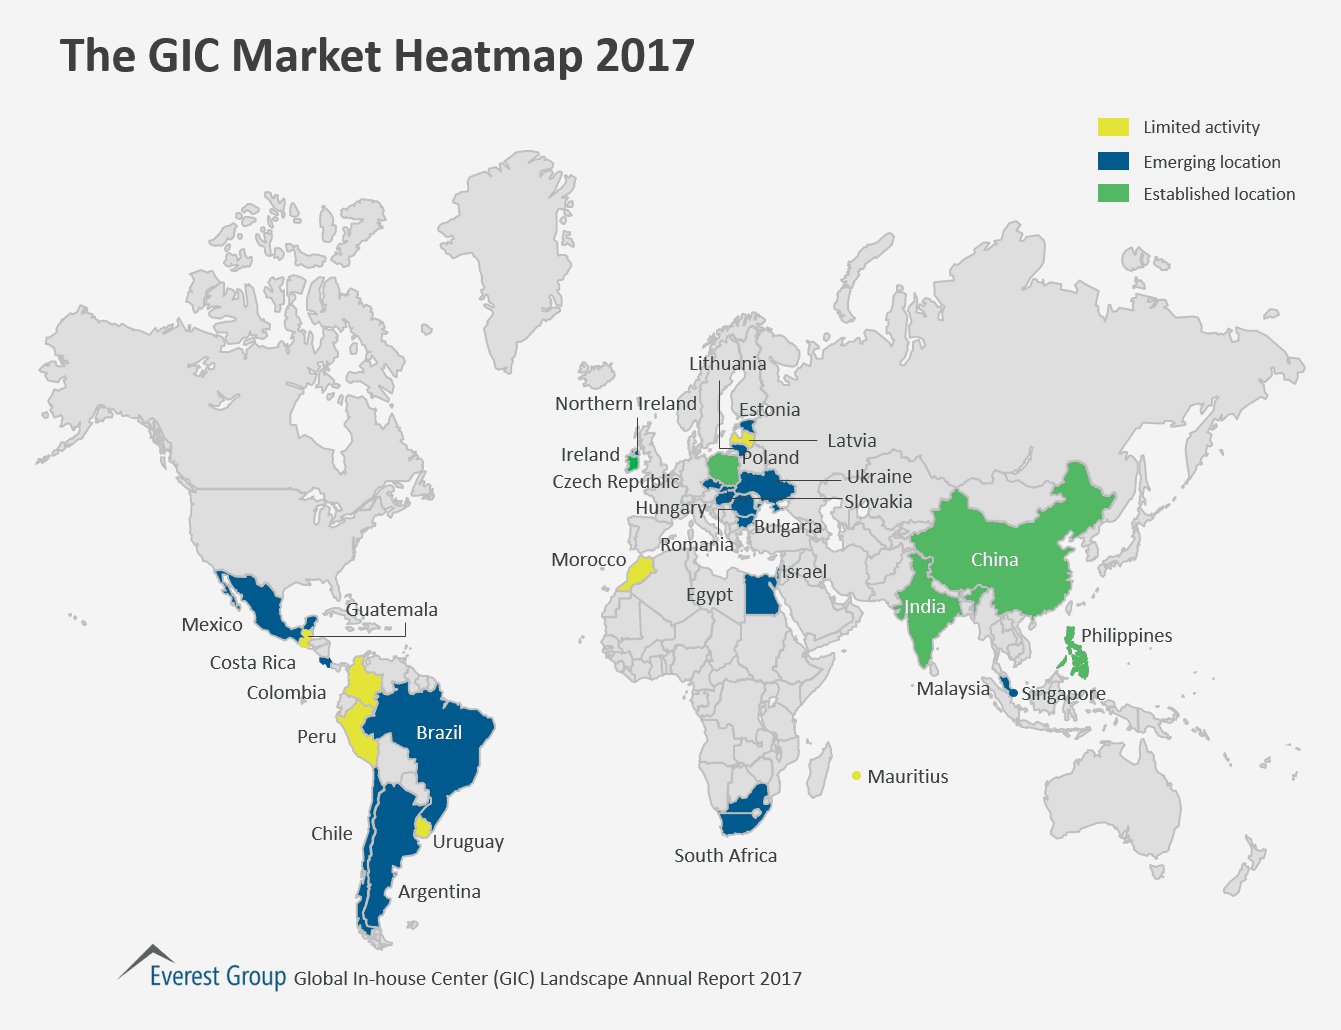 The GIC Market Heatmap 2017
Limited activity
Emerging location
Established location
Lithuania
Northern Ireland
Estonia
Latvia
Ireland
Poland
Czech Republic
Ukraine
Slovakia
Hungary
Bulgaria
Romania
Morocco
China
Israel
Egypt
India
Guatemala
Mexico
Philippines
Costa Rica
Colombia
Malaysia
Singapore
Peru
Brazil
Mauritius
Chile
Uruguay
South Africa
Argentina
Everest Group Global In-house Center (GIC) Landscape Annual Report 2017